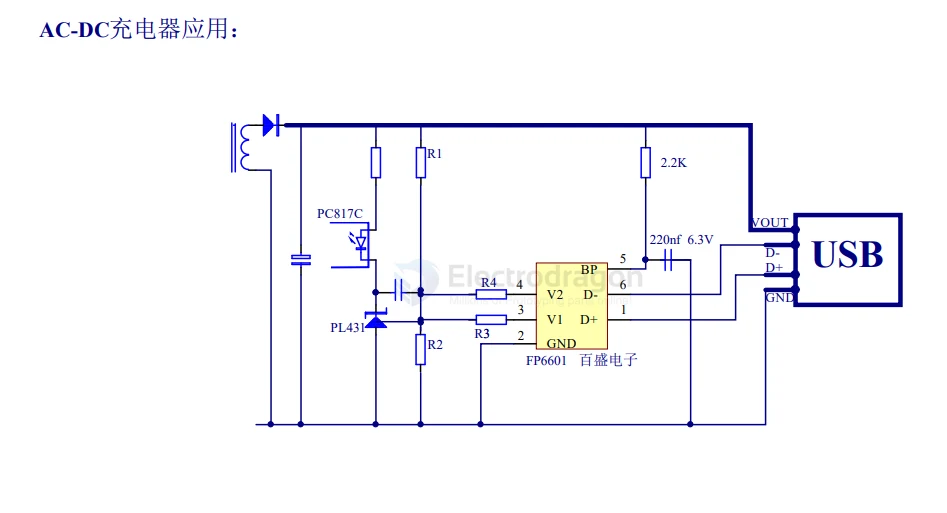 AC-DC充电器应用：
R1
2.2K
PC817C
VOUT
220nf 6.3V
USB
D-
D+
GND
Electrodragon
BP
5
R4
4
V2
D-
6
PL431
R3
3
V1
D+
1
R2
2
GND
FP6601 百盛电子